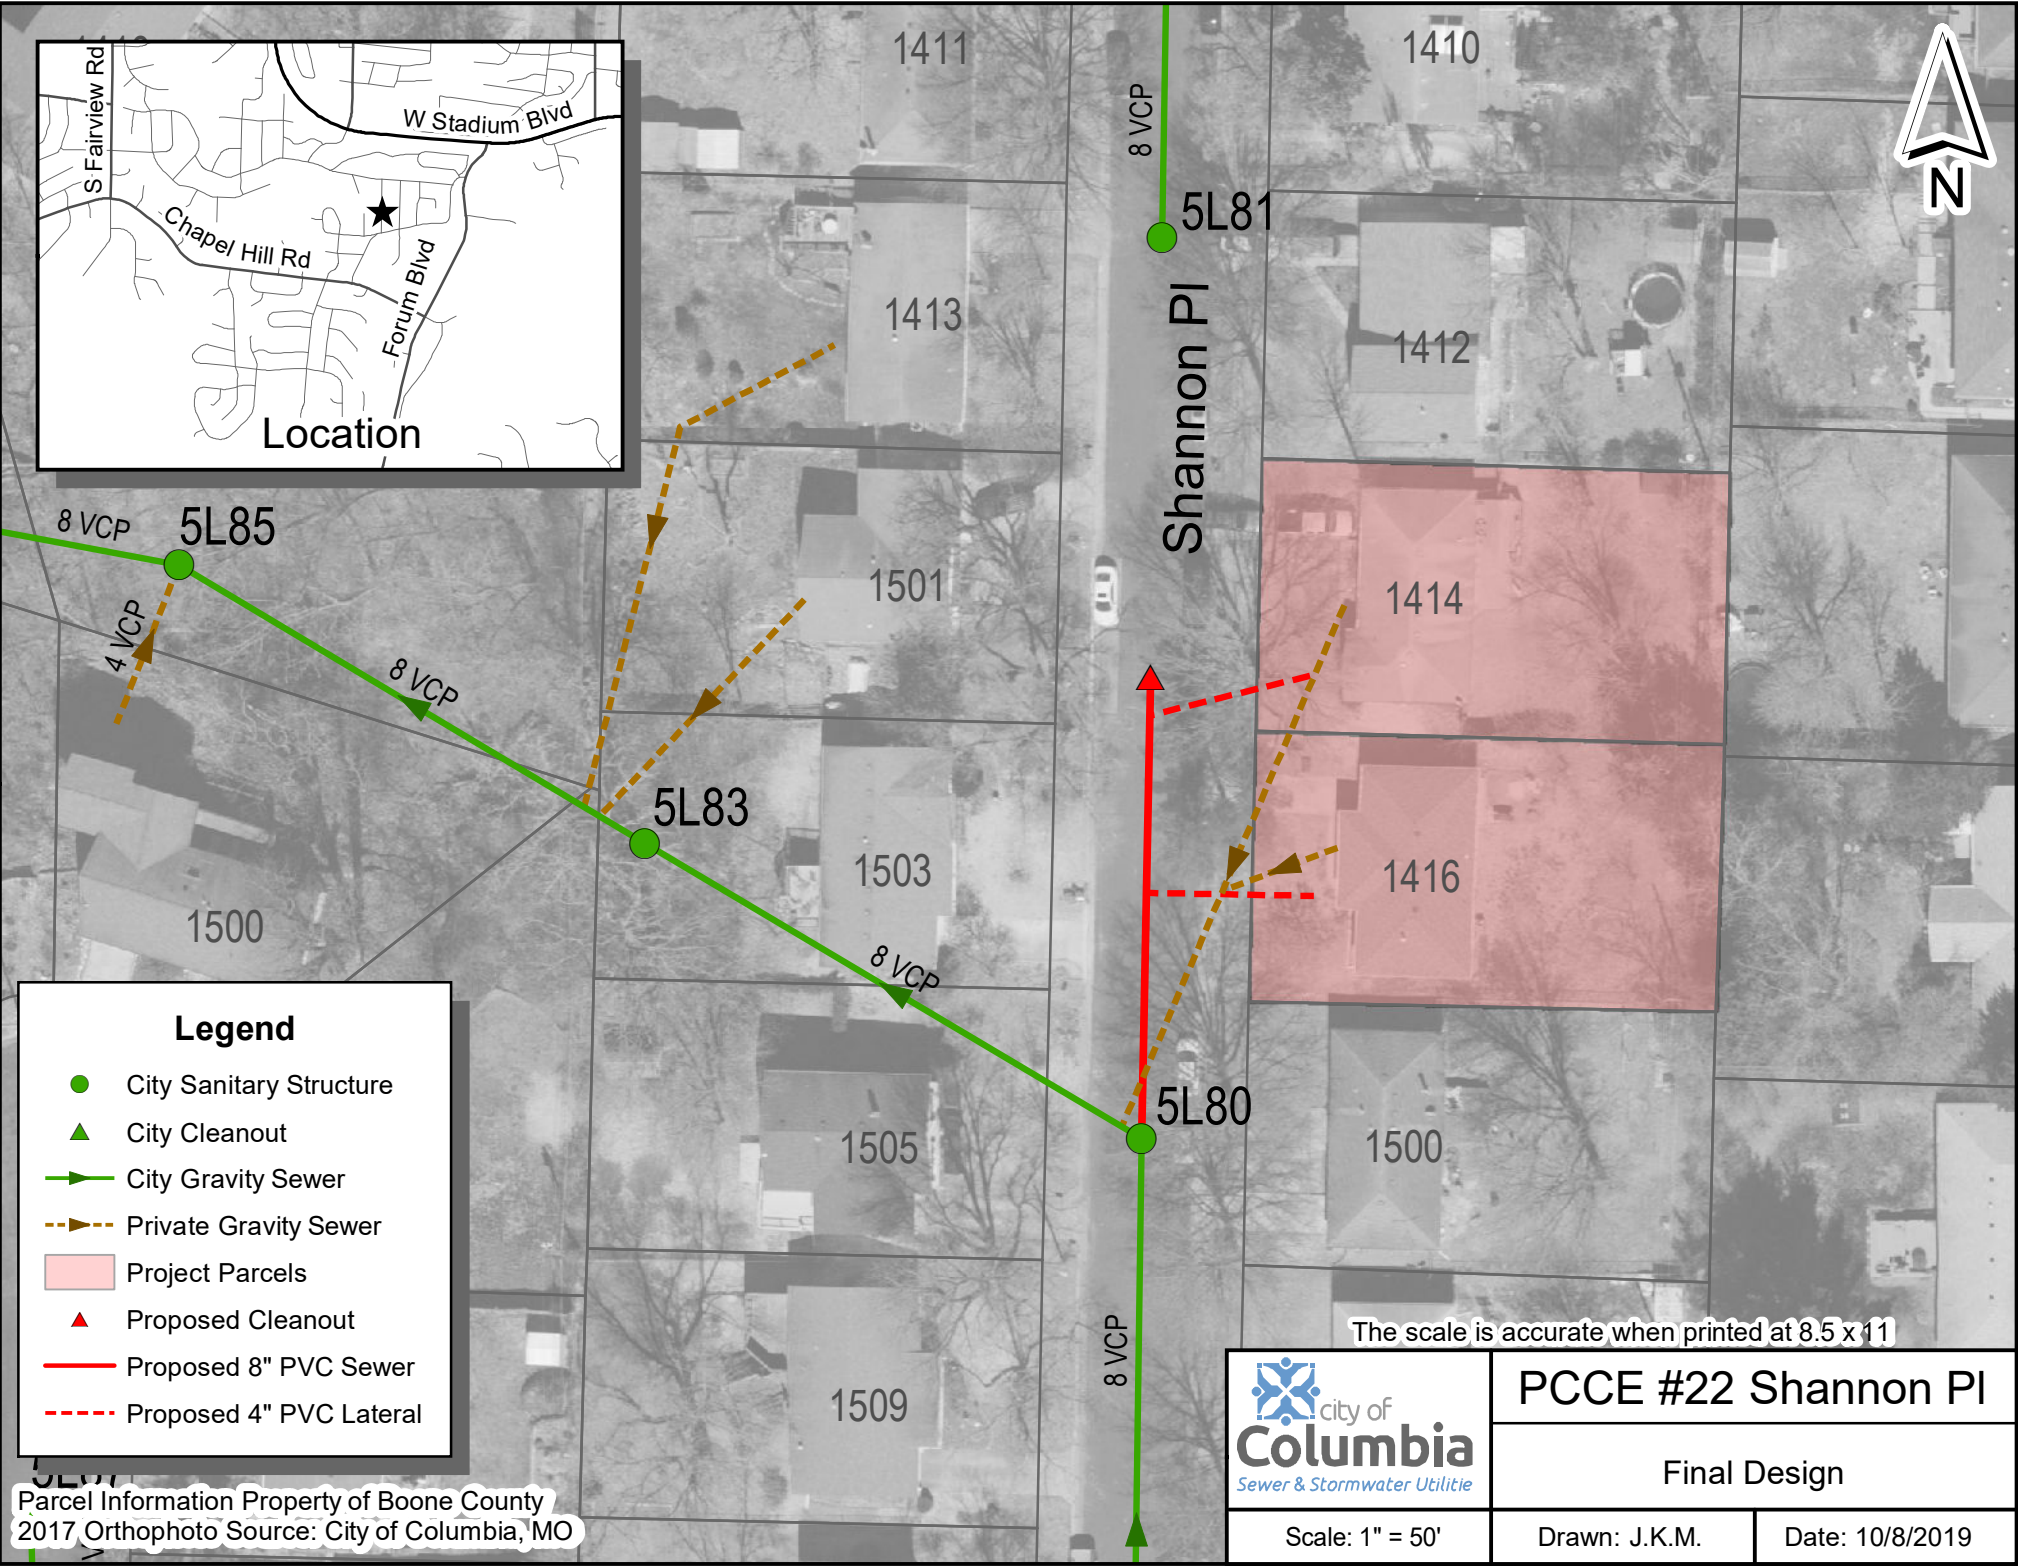 S Fairview Rd
W Stadium Blvd
Chapel Hill Rd
Forum Blvd
Location
1411
1410
8 VCP
N
5L81
Shannon Pl
1413
1412
8 VCP
5L85
1501
1414
4 VCP
8 VCP
5L83
1503
1416
1500
8 VCP
5L80
1505
1500
8 VCP
1509
Legend
City Sanitary Structure
City Cleanout
City Gravity Sewer
Private Gravity Sewer
Project Parcels
Proposed Cleanout
Proposed 8" PVC Sewer
Proposed 4" PVC Lateral
Parcel Information Property of Boone County
2017 Orthophoto Source: City of Columbia, MO
The scale is accurate when printed at 8.5 x 11
city of
Columbia
Sewer & Stormwater Utilitie
PCCE #22 Shannon Pl
Final Design
Scale: 1" = 50'
Drawn: J.K.M.
Date: 10/8/2019